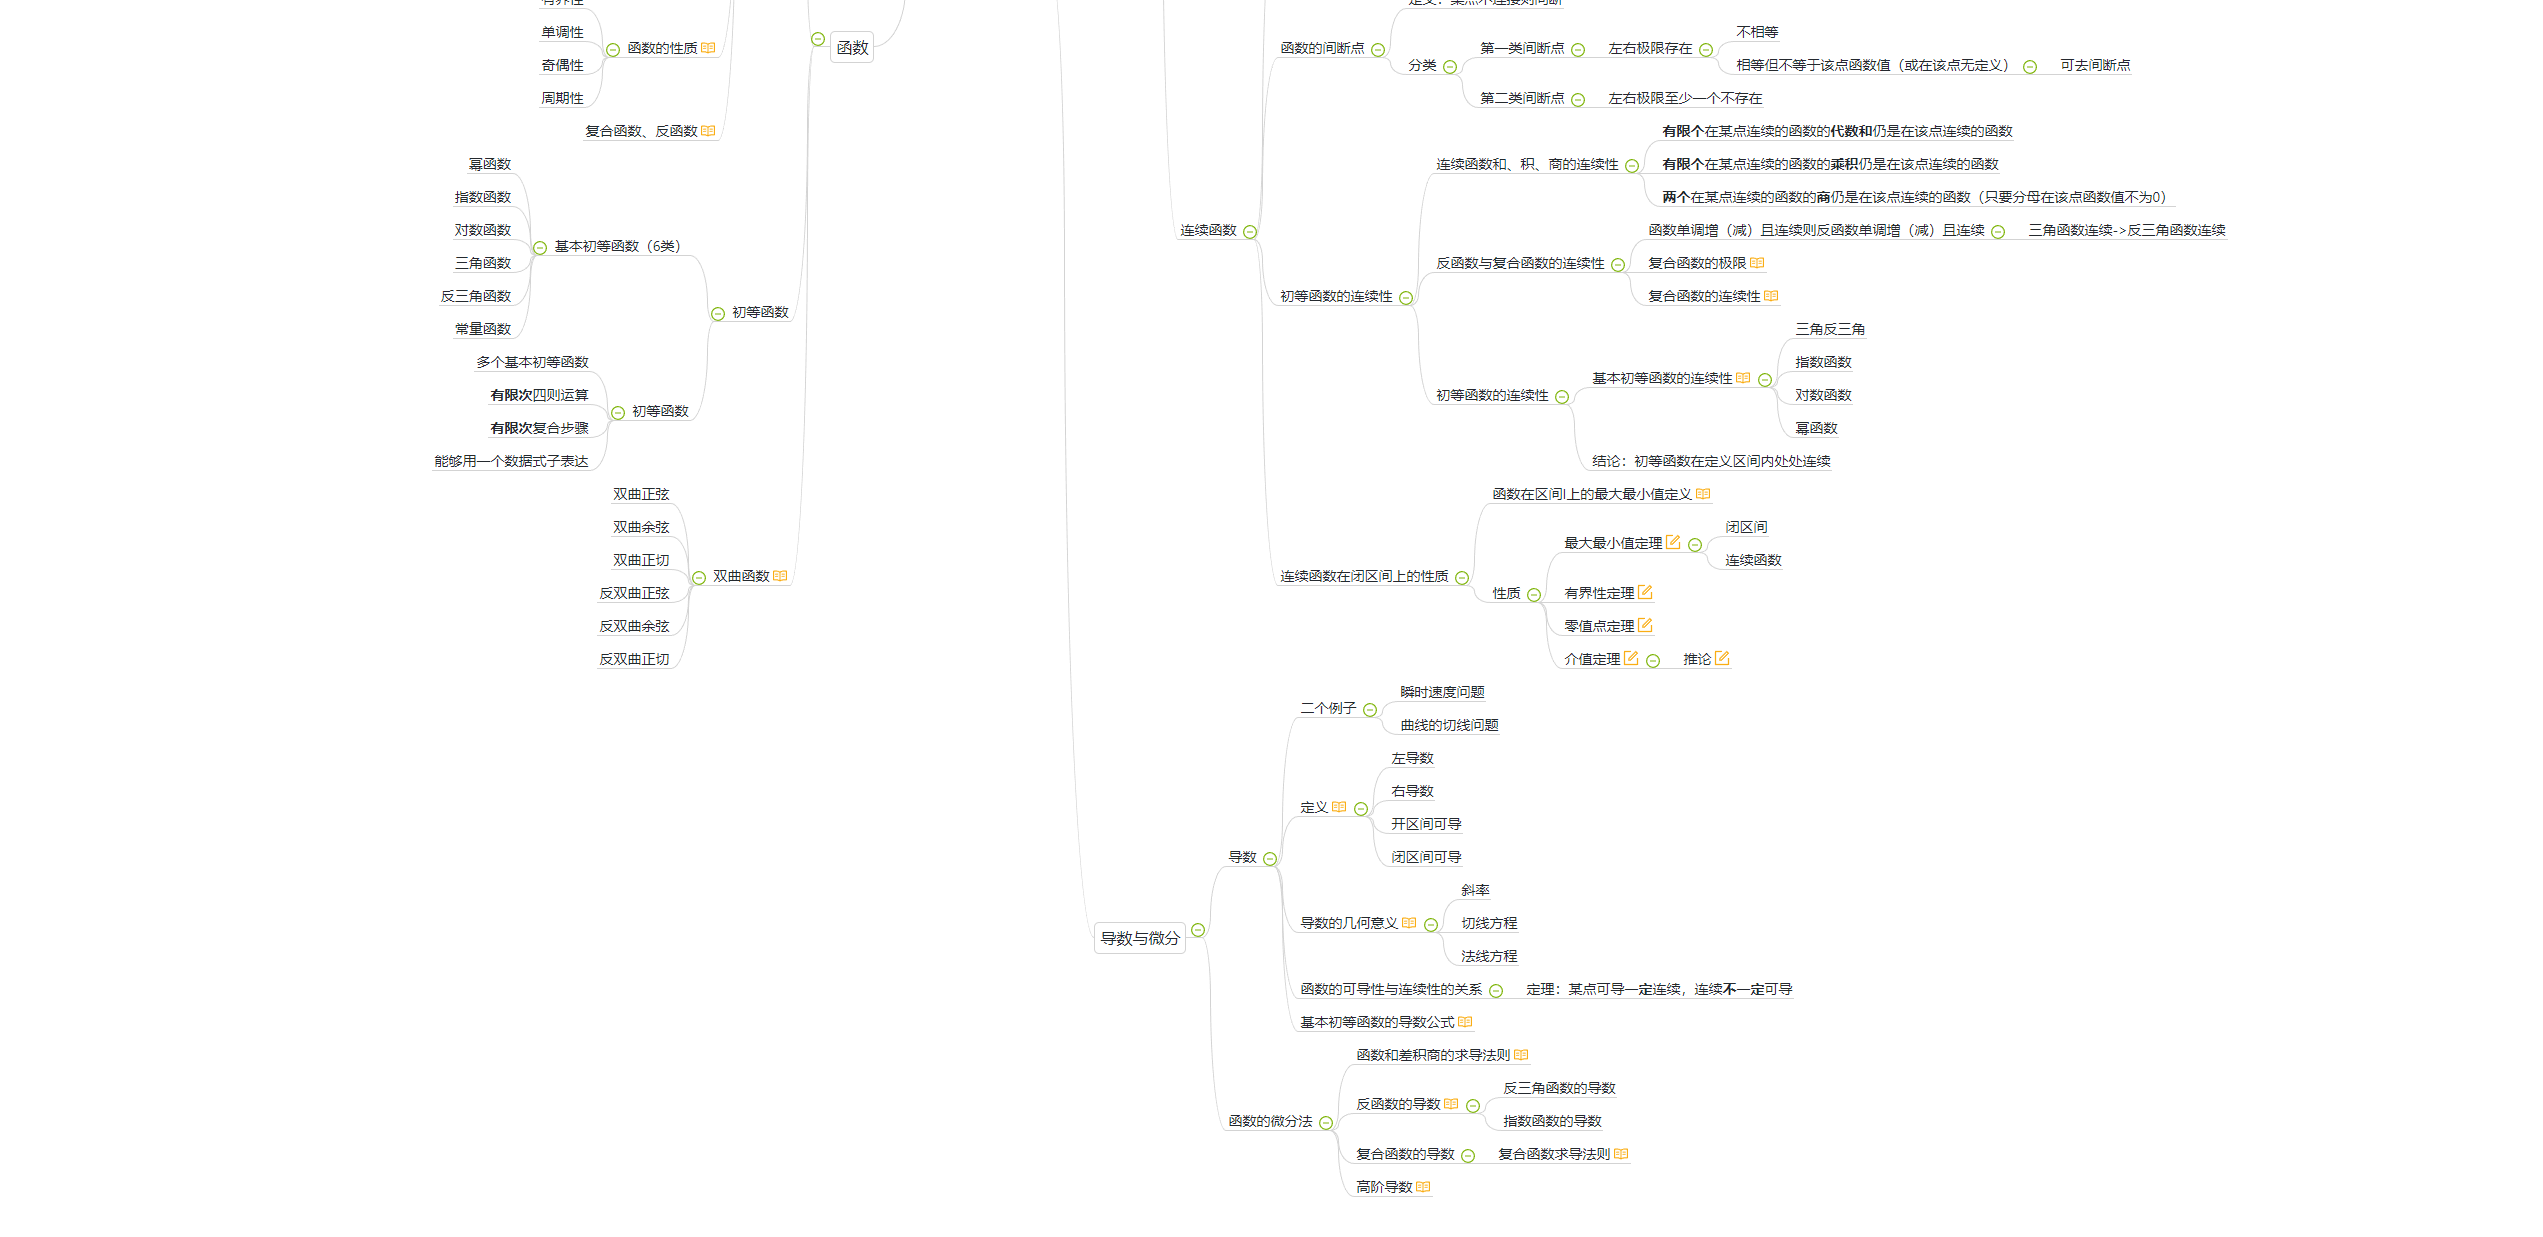 函数
函数的性质
单调性
奇偶性
周期性
复合函数、反函数
初等函数
基本初等函数（6类）
幂函数
指数函数
对数函数
三角函数
反三角函数
常量函数
初等函数
多个基本初等函数
有限次四则运算
有限次复合步骤
能够用一个数据式子表达
双曲函数
双曲正弦
双曲余弦
双曲正切
反双曲正弦
反双曲余弦
反双曲正切
连续函数
函数的间断点
分类
第一类间断点
左右极限存在
不相等
相等但不等于该点函数值（或在该点无定义）
可去间断点
第二类间断点
左右极限至少一个不存在
初等函数的连续性
连续函数和、积、商的连续性
有限个在某点连续的函数的代数和仍是在该点连续的函数
有限个在某点连续的函数的乘积仍是在该点连续的函数
两个在某点连续的函数的商仍是在该点连续的函数（只要分母在该点函数值不为0）
反函数与复合函数的连续性
函数单调增（减）且连续则反函数单调增（减）且连续
三角函数连续->反三角函数连续
复合函数的极限
复合函数的连续性
初等函数的连续性
基本初等函数的连续性
三角反三角
指数函数
对数函数
幂函数
结论：初等函数在定义区间内处处连续
连续函数在闭区间上的性质
函数在区间I上的最大最小值定义
性质
最大最小值定理
闭区间
连续函数
有界性定理
零值点定理
介值定理
推论
导数与微分
导数
二个例子
瞬时速度问题
曲线的切线问题
定义
左导数
右导数
开区间可导
闭区间可导
导数的几何意义
斜率
切线方程
法线方程
函数的可导性与连续性的关系
定理：某点可导一定连续，连续不一定可导
基本初等函数的导数公式
函数的微分法
函数和差积商的求导法则
反函数的导数
反三角函数的导数
指数函数的导数
复合函数的导数
复合函数求导法则
高阶导数